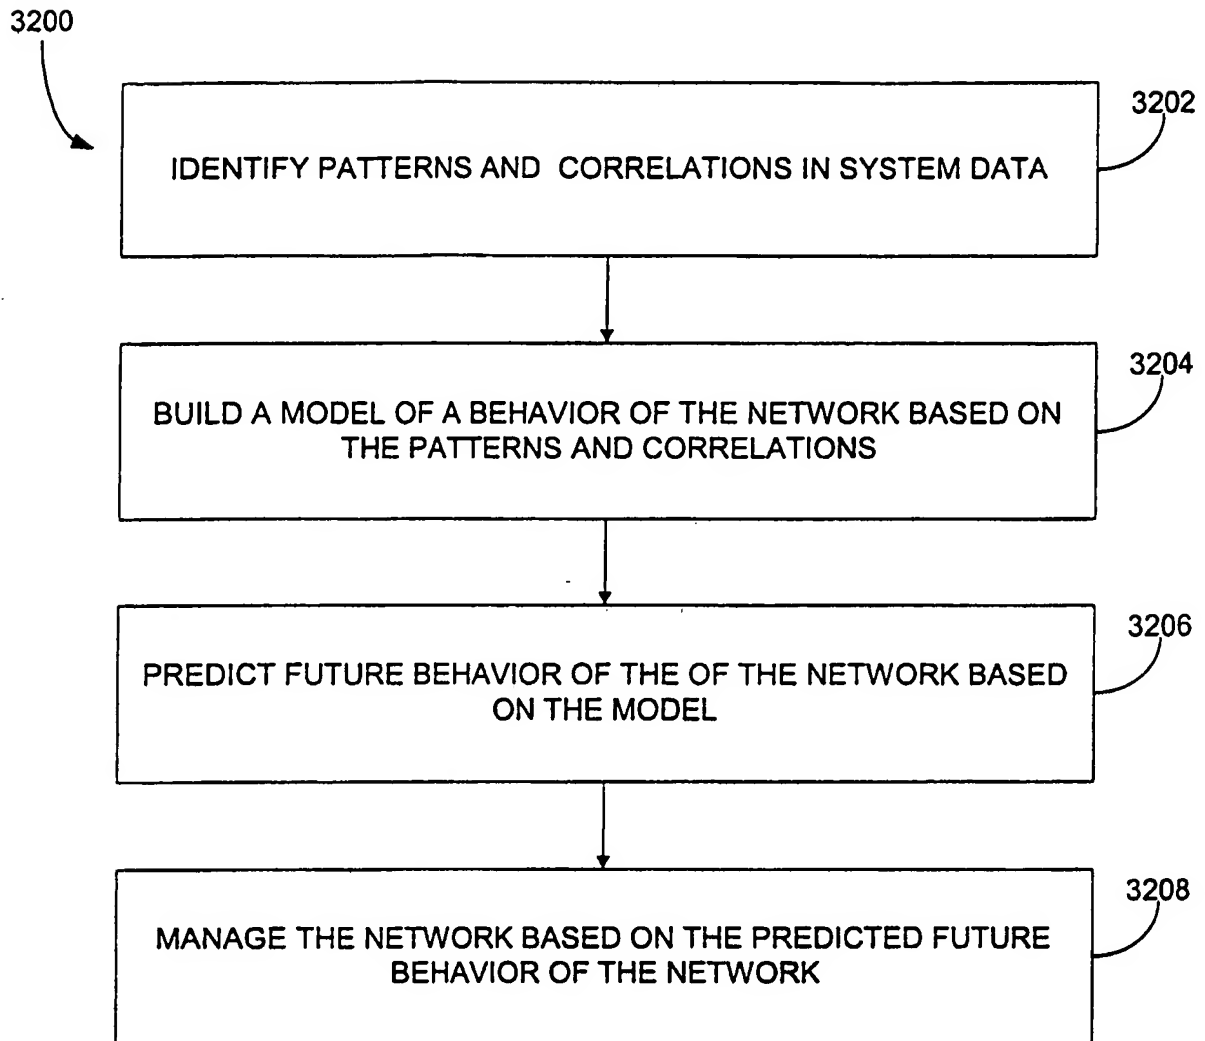 3200
3202
IDENTIFY PATTERNS AND CORRELATIONS IN SYSTEM DATA
3204
BUILD A MODEL OF A BEHAVIOR OF THE NETWORK BASED ON
THE PATTERNS AND CORRELATIONS
3206
PREDICT FUTURE BEHAVIOR OF THE OF THE NETWORK BASED
ON THE MODEL
3208
MANAGE THE NETWORK BASED ON THE PREDICTED FUTURE
BEHAVIOR OF THE NETWORK